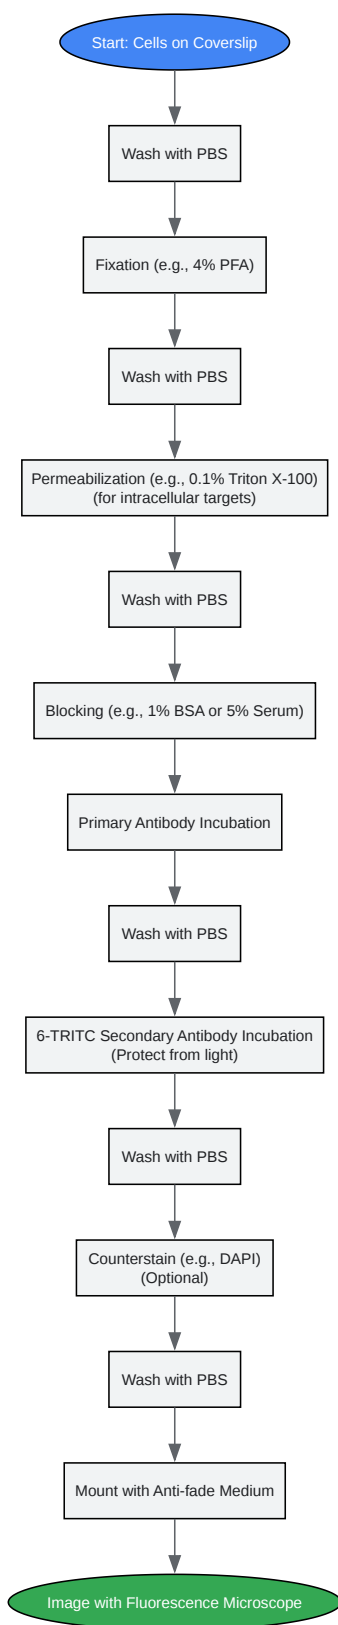 Start: Cells on Coverslip
Wash with PBS
Fixation (e.g., 4% PFA)
Wash with PBS
Permeabilization (e.g., 0.1% Triton X-100)
(for intracellular targets)
Wash with PBS
Blocking (e.g., 1% BSA or 5% Serum)
Primary Antibody Incubation
Wash with PBS
6-TRITC Secondary Antibody Incubation
(Protect from light)
Wash with PBS
Counterstain (e.g., DAPI)
(Optional)
Wash with PBS
Mount with Anti-fade Medium
Image with Fluorescence Microscope